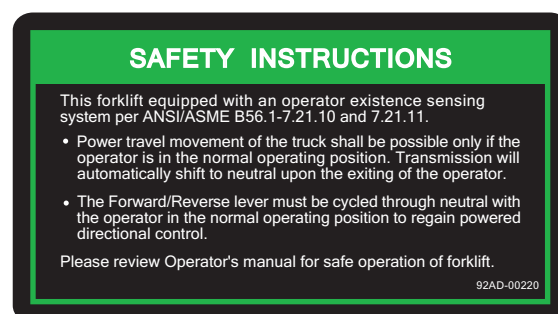 SAFETY INSTRUCTIONS
This forklift equipped with an operator existence sensing
system per ANSI/ASME B56.1-7.21.10 and 7.21.11.
• Power travel movement of the truck shall be possible only if the
operator is in the normal operating position. Transmission will
automatically shift to neutral upon the exiting of the operator.
• The Forward/Reverse lever must be cycled through neutral with
the operator in the normal operating position to regain powered
directional control.
Please review Operator's manual for safe operation of forklift.
92AD-00220